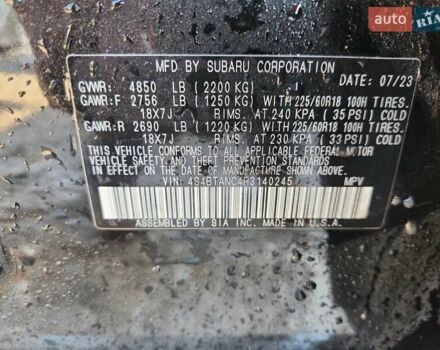 auto RIA
MFD BY SUBARU CORPORATION
GVWR: 4850 LB (2200 KG) DATE: 07/23
GAWR:F 2756 LB (1250 KG) WITH 225/60R18 100H TIRES.
18X7J RIMS. AT 240 KPA (35 PSI) COLD
GAWR:R 2690 LB (1220 KG) WITH 225/60R18 100H TIRES.
18X7J RIMS. AT 230 KPA (33 PSI) COLD
THIS VEHICLE CONFORMS TO ALL APPLICABLE FEDERAL MOTOR
VEHICLE SAFETY AND THEFT PREVENTION STANDARDS
IN EFFECT ON THE DATE OF MANUFACTURE SHOWN ABOVE.
VIN: 4S4BTANC4R3140245 MPV
ASSEMBLED BY SIA INC. MADE IN U.S.A.